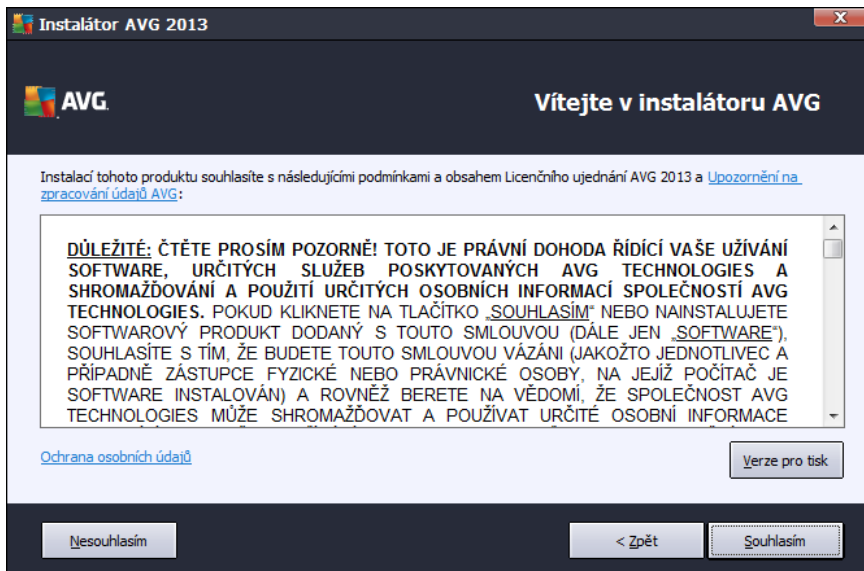 Instalátor AVG 2013
AVG.
Vítejte v instalátoru AVG
Instalací tohoto produktu souhlasíte s následujícími podmínkami a obsahem Licenčního ujednání AVG 2013 a Upozornění na
zpracování údajů AVG:
DŮLEŽITÉ: ČTĚTE PROSÍM POZORNĚ! TOTO JE PRÁVNÍ DOHODA ŘÍDÍCÍ VAŠE UŽÍVÁNÍ
SOFTWARE, URČITÝCH SLUŽEB POSKYTOVANÝCH AVG TECHNOLOGIES A
SHROMAŽĎOVÁNÍ A POUŽITÍ URČITÝCH OSOBNÍCH INFORMACÍ SPOLEČNOSTÍ AVG
TECHNOLOGIES. POKUD KLIKNETE NA TLAČÍTKO „SOUHLASÍM“ NEBO NAINSTALUJETE
SOFTWAROVÝ PRODUKT DODANÝ S TOUTO SMLOUVOU (DÁLE JEN „SOFTWARE“),
SOUHLASÍTE S TÍM, ŽE BUDETE TOUTO SMLOUVOU VÁZÁNI (JAKOŽTO JEDNOTLIVEC A
PŘÍPADNĚ ZÁSTUPCE FYZICKÉ NEBO PRÁVNICKÉ OSOBY, NA JEJÍŽ POČÍTAČ JE
SOFTWARE INSTALOVÁN) A ROVNĚŽ BERETE NA VĚDOMÍ, ŽE SPOLEČNOST AVG
TECHNOLOGIES MŮŽE SHROMAŽĎOVAT A POUŽÍVAT URČITÉ OSOBNÍ INFORMACE
Ochrana osobních údajů
Verze pro tisk
Nesouhlasím
< Zpět
Souhlasím